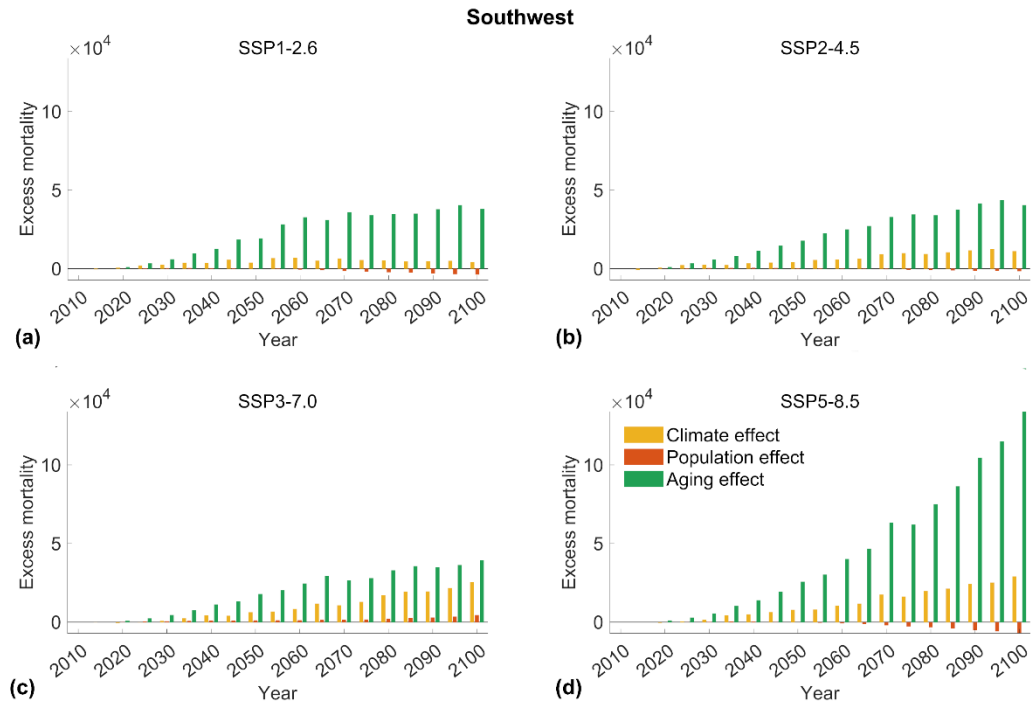 Southwest
×10⁴
SSP1-2.6
Excess mortality
10
5
0
2010 2020 2030 2040 2050 2060 2070 2080 2090 2100
Year
(a)
×10⁴
SSP2-4.5
Excess mortality
10
5
0
2010 2020 2030 2040 2050 2060 2070 2080 2090 2100
Year
(b)
×10⁴
SSP3-7.0
Excess mortality
10
5
0
2010 2020 2030 2040 2050 2060 2070 2080 2090 2100
Year
(c)
×10⁴
SSP5-8.5
Climate effect
Population effect
Aging effect
Excess mortality
10
5
0
2010 2020 2030 2040 2050 2060 2070 2080 2090 2100
Year
(d)